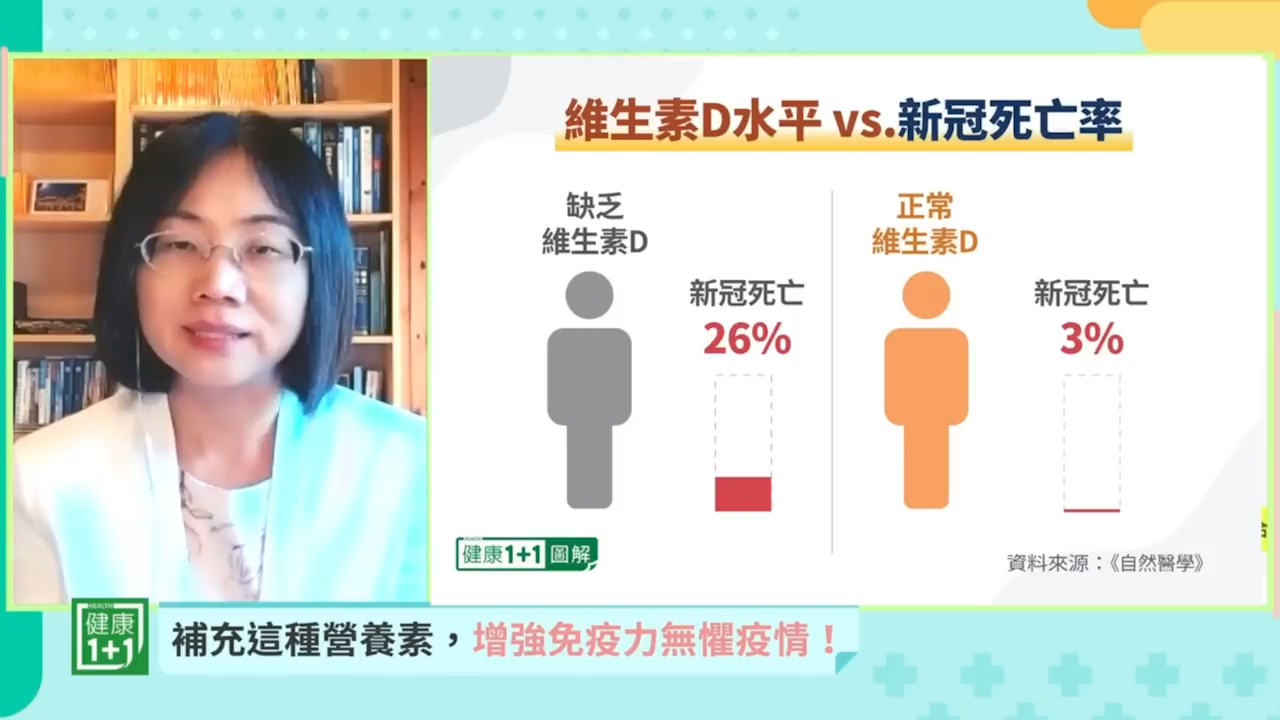 維生素D水平 vs.新冠死亡率
缺乏
維生素D
新冠死亡
26%
正常
維生素D
新冠死亡
3%
HEALTH
健康1+1圖解
資料來源：《自然醫學》
HEALTH
健康
1+1
補充這種營養素，增強免疫力無懼疫情！